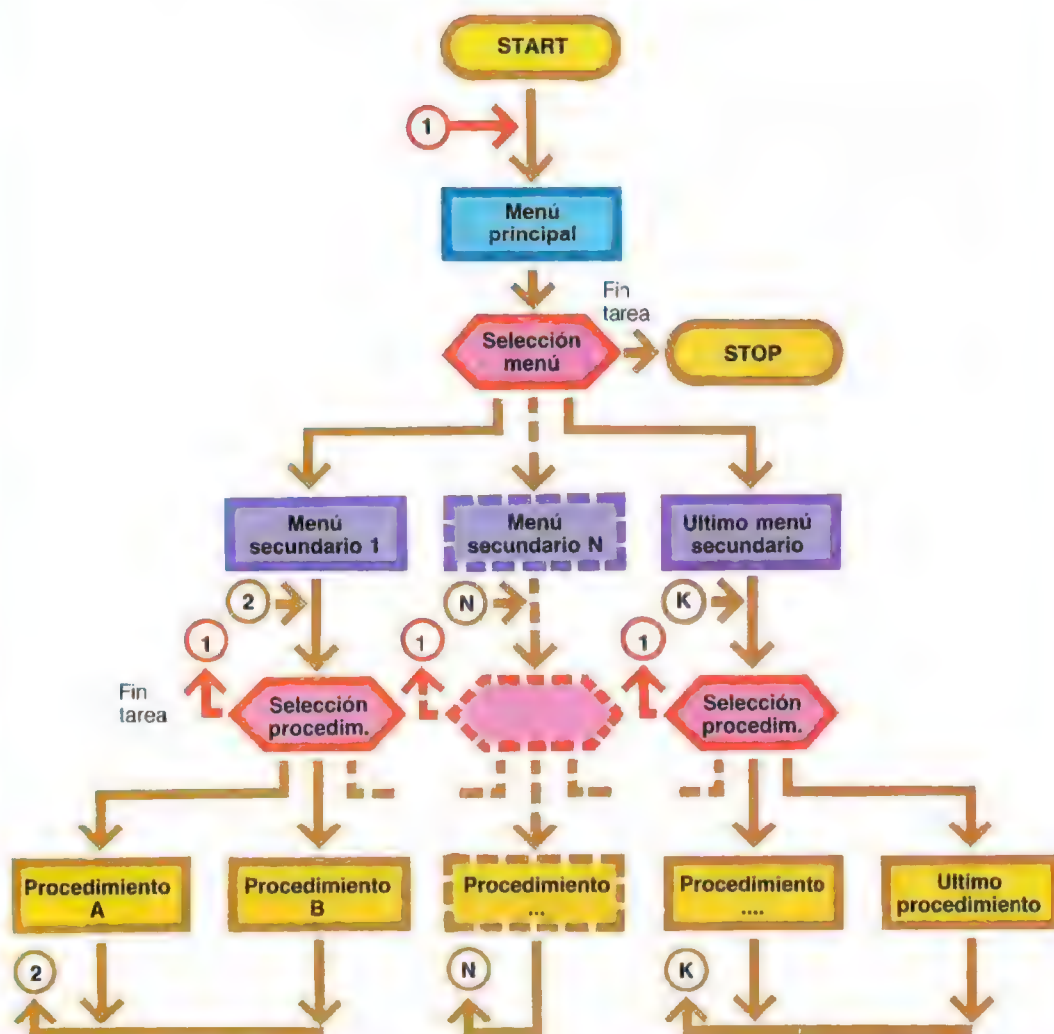 START
1
Menú
principal
Fin
tarea
Selección
menú
STOP
Menú
secundario 1
Menú
secundario N
Ultimo menú
secundario
2
N
K
1
1
1
Fin
tarea
Selección
procedim.
Selección
procedim.
Procedimiento
A
Procedimiento
B
Procedimiento
...
Procedimiento
....
Ultimo
procedimiento
2
N
K